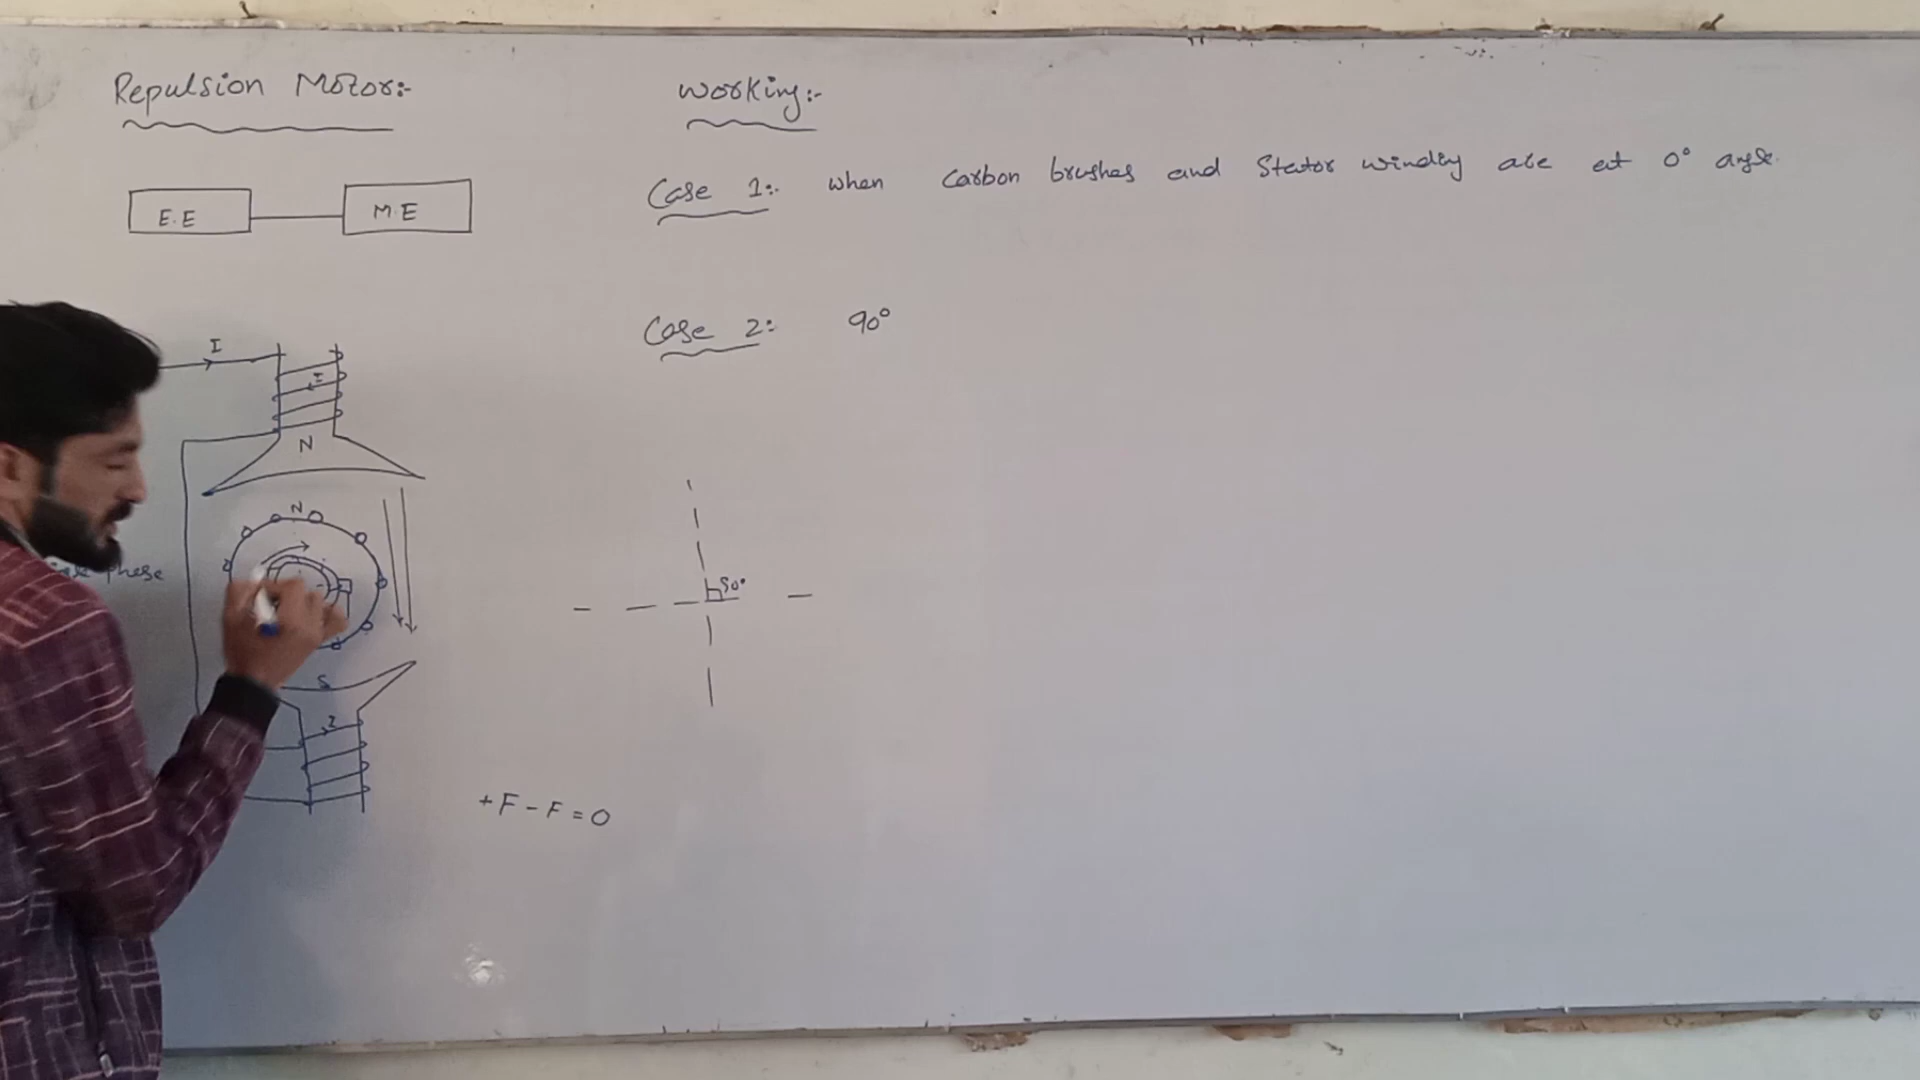 Repulsion Motor:-
E.E
M.E
I
I
N
N
phase
S
I
+F-F=0
Working:-
Case 1:- When Carbon brushes and Stator winding are at 0° angle.
Case 2: 90°
90°